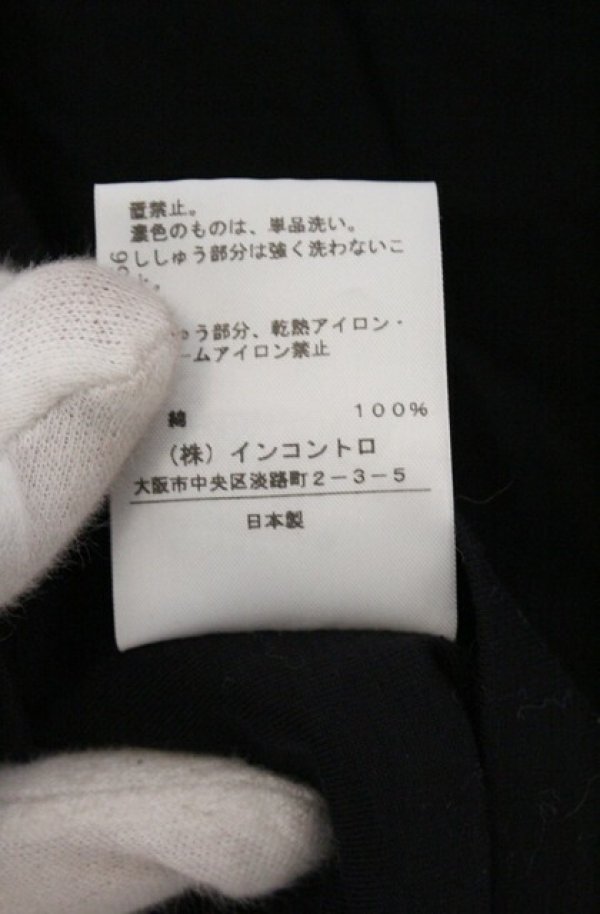 置禁止。
濃色のものは、単品洗い。
ししゅう部分は強く洗わないこ
と。
ゅう部分、乾熱アイロン・
ームアイロン禁止
綿 100%
(株)インコントロ
大阪市中央区淡路町2-3-5
日本製